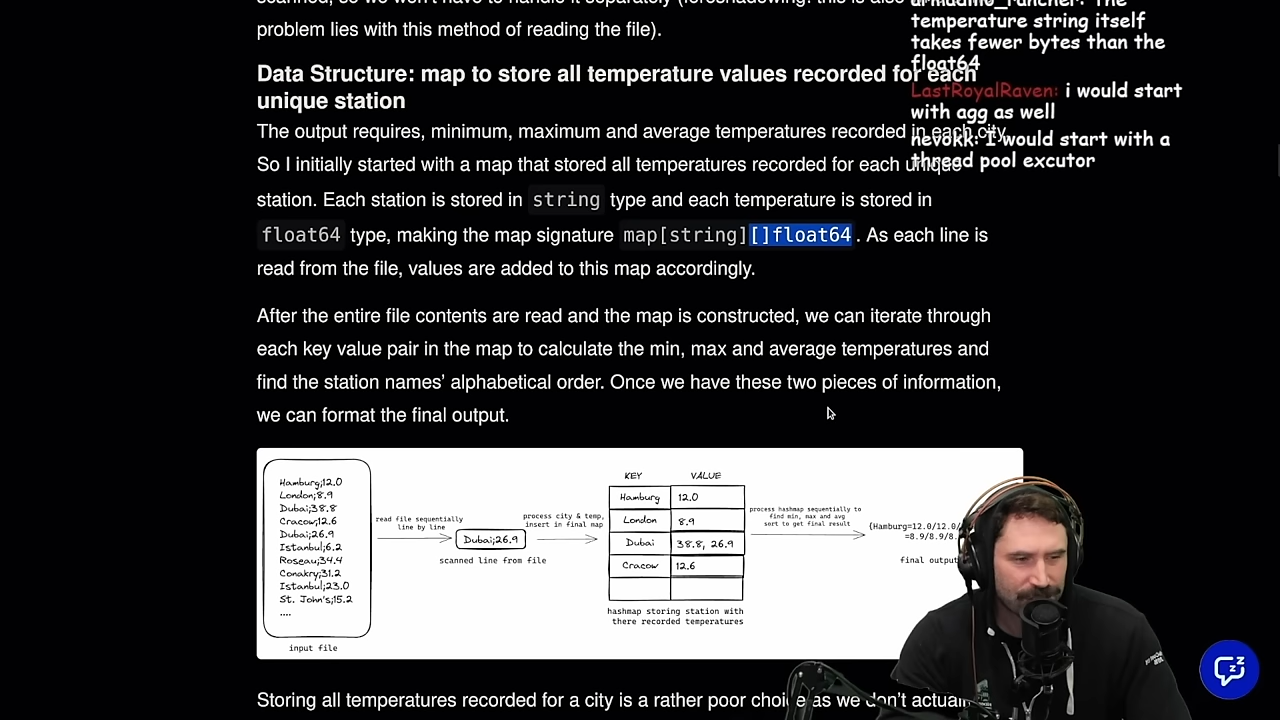 scanned, so we won't have to handle it separately (foreshadowing: this is also
problem lies with this method of reading the file).
Data Structure: map to store all temperature values recorded for each
unique station
The output requires, minimum, maximum and average temperatures recorded in each city.
So I initially started with a map that stored all temperatures recorded for each unique
station. Each station is stored in string type and each temperature is stored in
float64 type, making the map signature map[string][]float64. As each line is
read from the file, values are added to this map accordingly.
After the entire file contents are read and the map is constructed, we can iterate through
each key value pair in the map to calculate the min, max and average temperatures and
find the station names' alphabetical order. Once we have these two pieces of information,
we can format the final output.
Hamburg;12.0
London;8.9
Dubai;38.8
Cracow;12.6
Dubai;26.9
Istanbul;6.2
Roseau;34.4
Conakry;31.2
Istanbul;23.0
St. John's;15.2
....
input file
read file sequentially
line by line
Dubai;26.9
scanned line from file
process city & temp,
insert in final map
KEY VALUE
Hamburg 12.0
London 8.9
Dubai 38.8, 26.9
Cracow 12.6
hashmap storing station with
there recorded temperatures
process hashmap sequentially to
find min, max and avg
sort to get final result
{Hamburg=12.0/12.0/
=8.9/8.9/8.
final output
Storing all temperatures recorded for a city is a rather poor choice as we don't
The
temperature string itself
takes fewer bytes than the
float64
LastRoyalRaven: i would start
with agg as well
nevokk: I would start with a
thread pool excutor